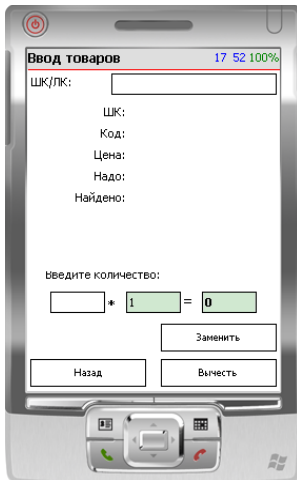 Ввод товаров 17 52 100%
ШК/ЛК:
ШК:
Код:
Цена:
Надо:
Найдено:
Введите количество:
* 1 = 0
Заменить
Назад Вычесть